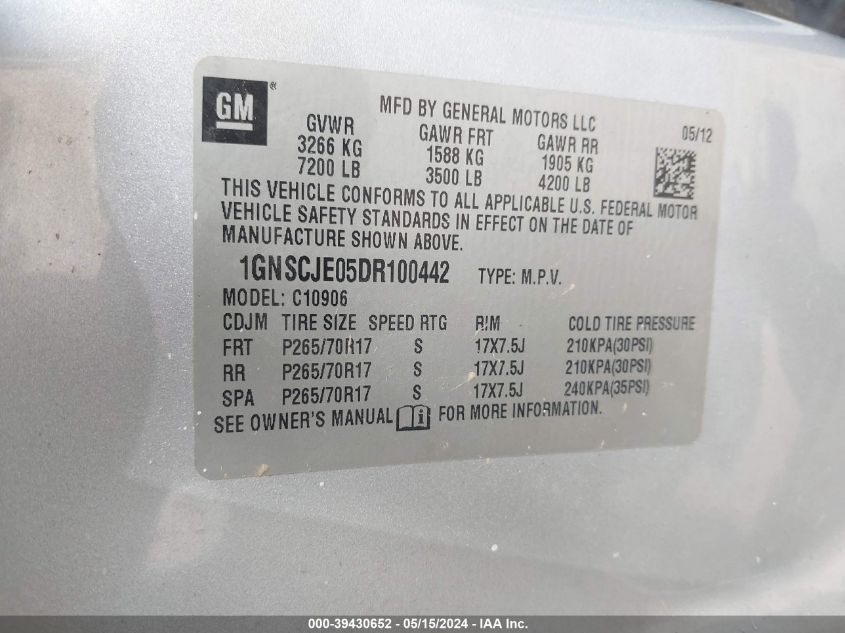 GM®
MFD BY GENERAL MOTORS LLC
05/12
GVWR GAWR FRT GAWR RR
3266 KG 1588 KG 1905 KG
7200 LB 3500 LB 4200 LB
THIS VEHICLE CONFORMS TO ALL APPLICABLE U.S. FEDERAL MOTOR
VEHICLE SAFETY STANDARDS IN EFFECT ON THE DATE OF
MANUFACTURE SHOWN ABOVE.
1GNSCJE05DR100442 TYPE: M.P.V.
MODEL: C10906
CDJM TIRE SIZE SPEED RTG RIM COLD TIRE PRESSURE
FRT P265/70R17 S 17X7.5J 210KPA(30PSI)
RR P265/70R17 S 17X7.5J 210KPA(30PSI)
SPA P265/70R17 S 17X7.5J 240KPA(35PSI)
SEE OWNER'S MANUAL i FOR MORE INFORMATION.
000-39430652 - 05/15/2024 - IAA Inc.